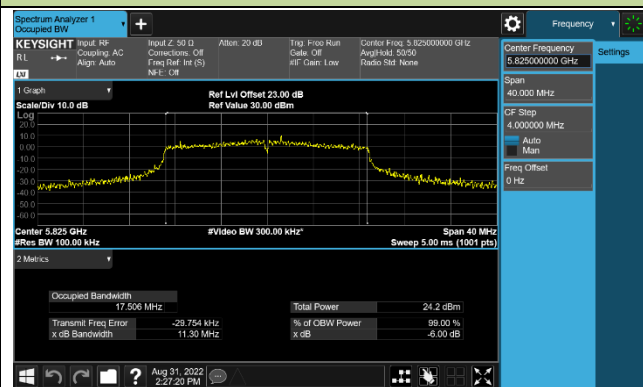 Spectrum Analyzer 1
Occupied BW
Frequency
KEYSIGHT Input: RF
R L
Coupling: AC
Align: Auto
LXI
Input Z: 50 Ω
Corrections: Off
Freq Ref: Int (S)
NFE: Off
Atten: 20 dB
Trig: Free Run
Gate: Off
#IF Gain: Low
Center Freq: 5.825000000 GHz
Avg|Hold: 50/50
Radio Std: None
Center Frequency
5.825000000 GHz
Settings
Span
40.000 MHz
CF Step
4.000000 MHz
Auto
Man
Freq Offset
0 Hz
1 Graph
Scale/Div 10.0 dB
Ref Lvl Offset 23.00 dB
Ref Value 30.00 dBm
Log
20.0
10.0
0.00
-10.0
-20.0
-30.0
-40.0
-50.0
-60.0
Center 5.825 GHz
#Res BW 100.00 kHz
#Video BW 300.00 kHz*
Span 40 MHz
Sweep 5.00 ms (1001 pts)
2 Metrics
Occupied Bandwidth
17.506 MHz
Total Power 24.2 dBm
Transmit Freq Error -29.754 kHz
% of OBW Power 99.00 %
x dB Bandwidth 11.30 MHz
x dB -6.00 dB
Aug 31, 2022
2:27:20 PM